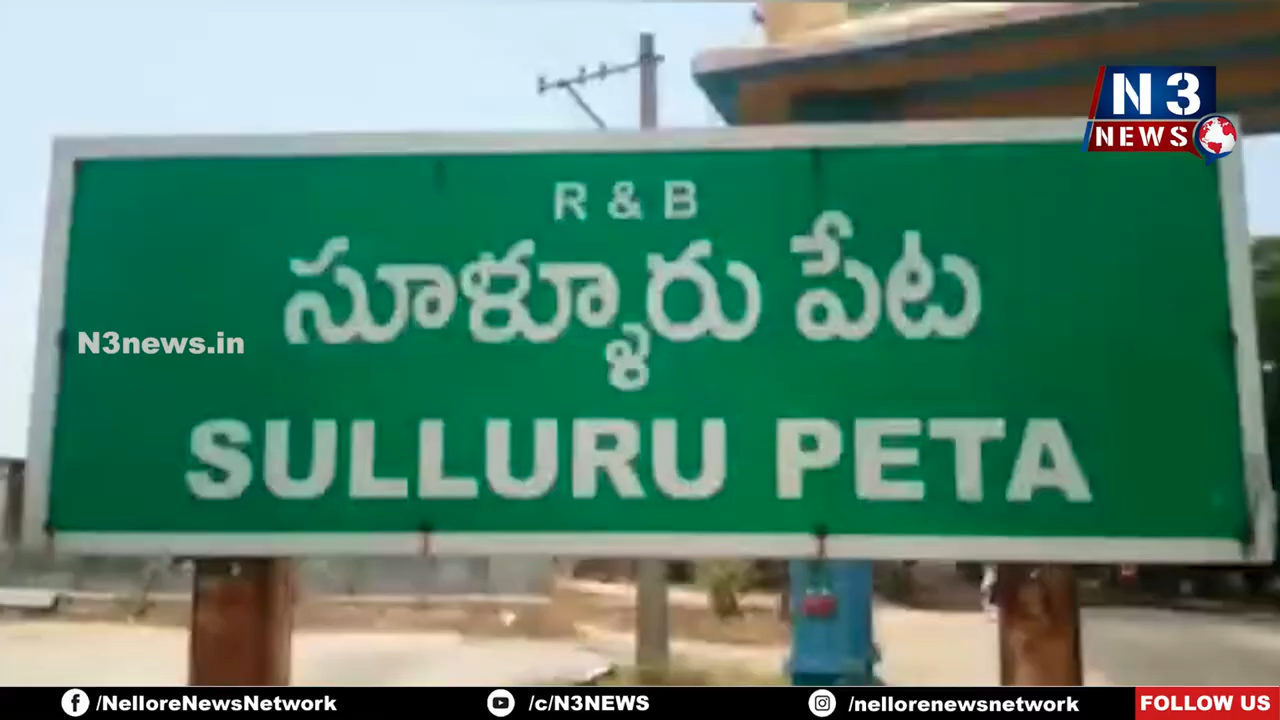 N3
NEWS
R & B
సూళ్ళూరు పేట
N3news.in
SULLURU PETA
/NelloreNewsNetwork
/c/N3NEWS
/nellorenewsnetwork
FOLLOW US